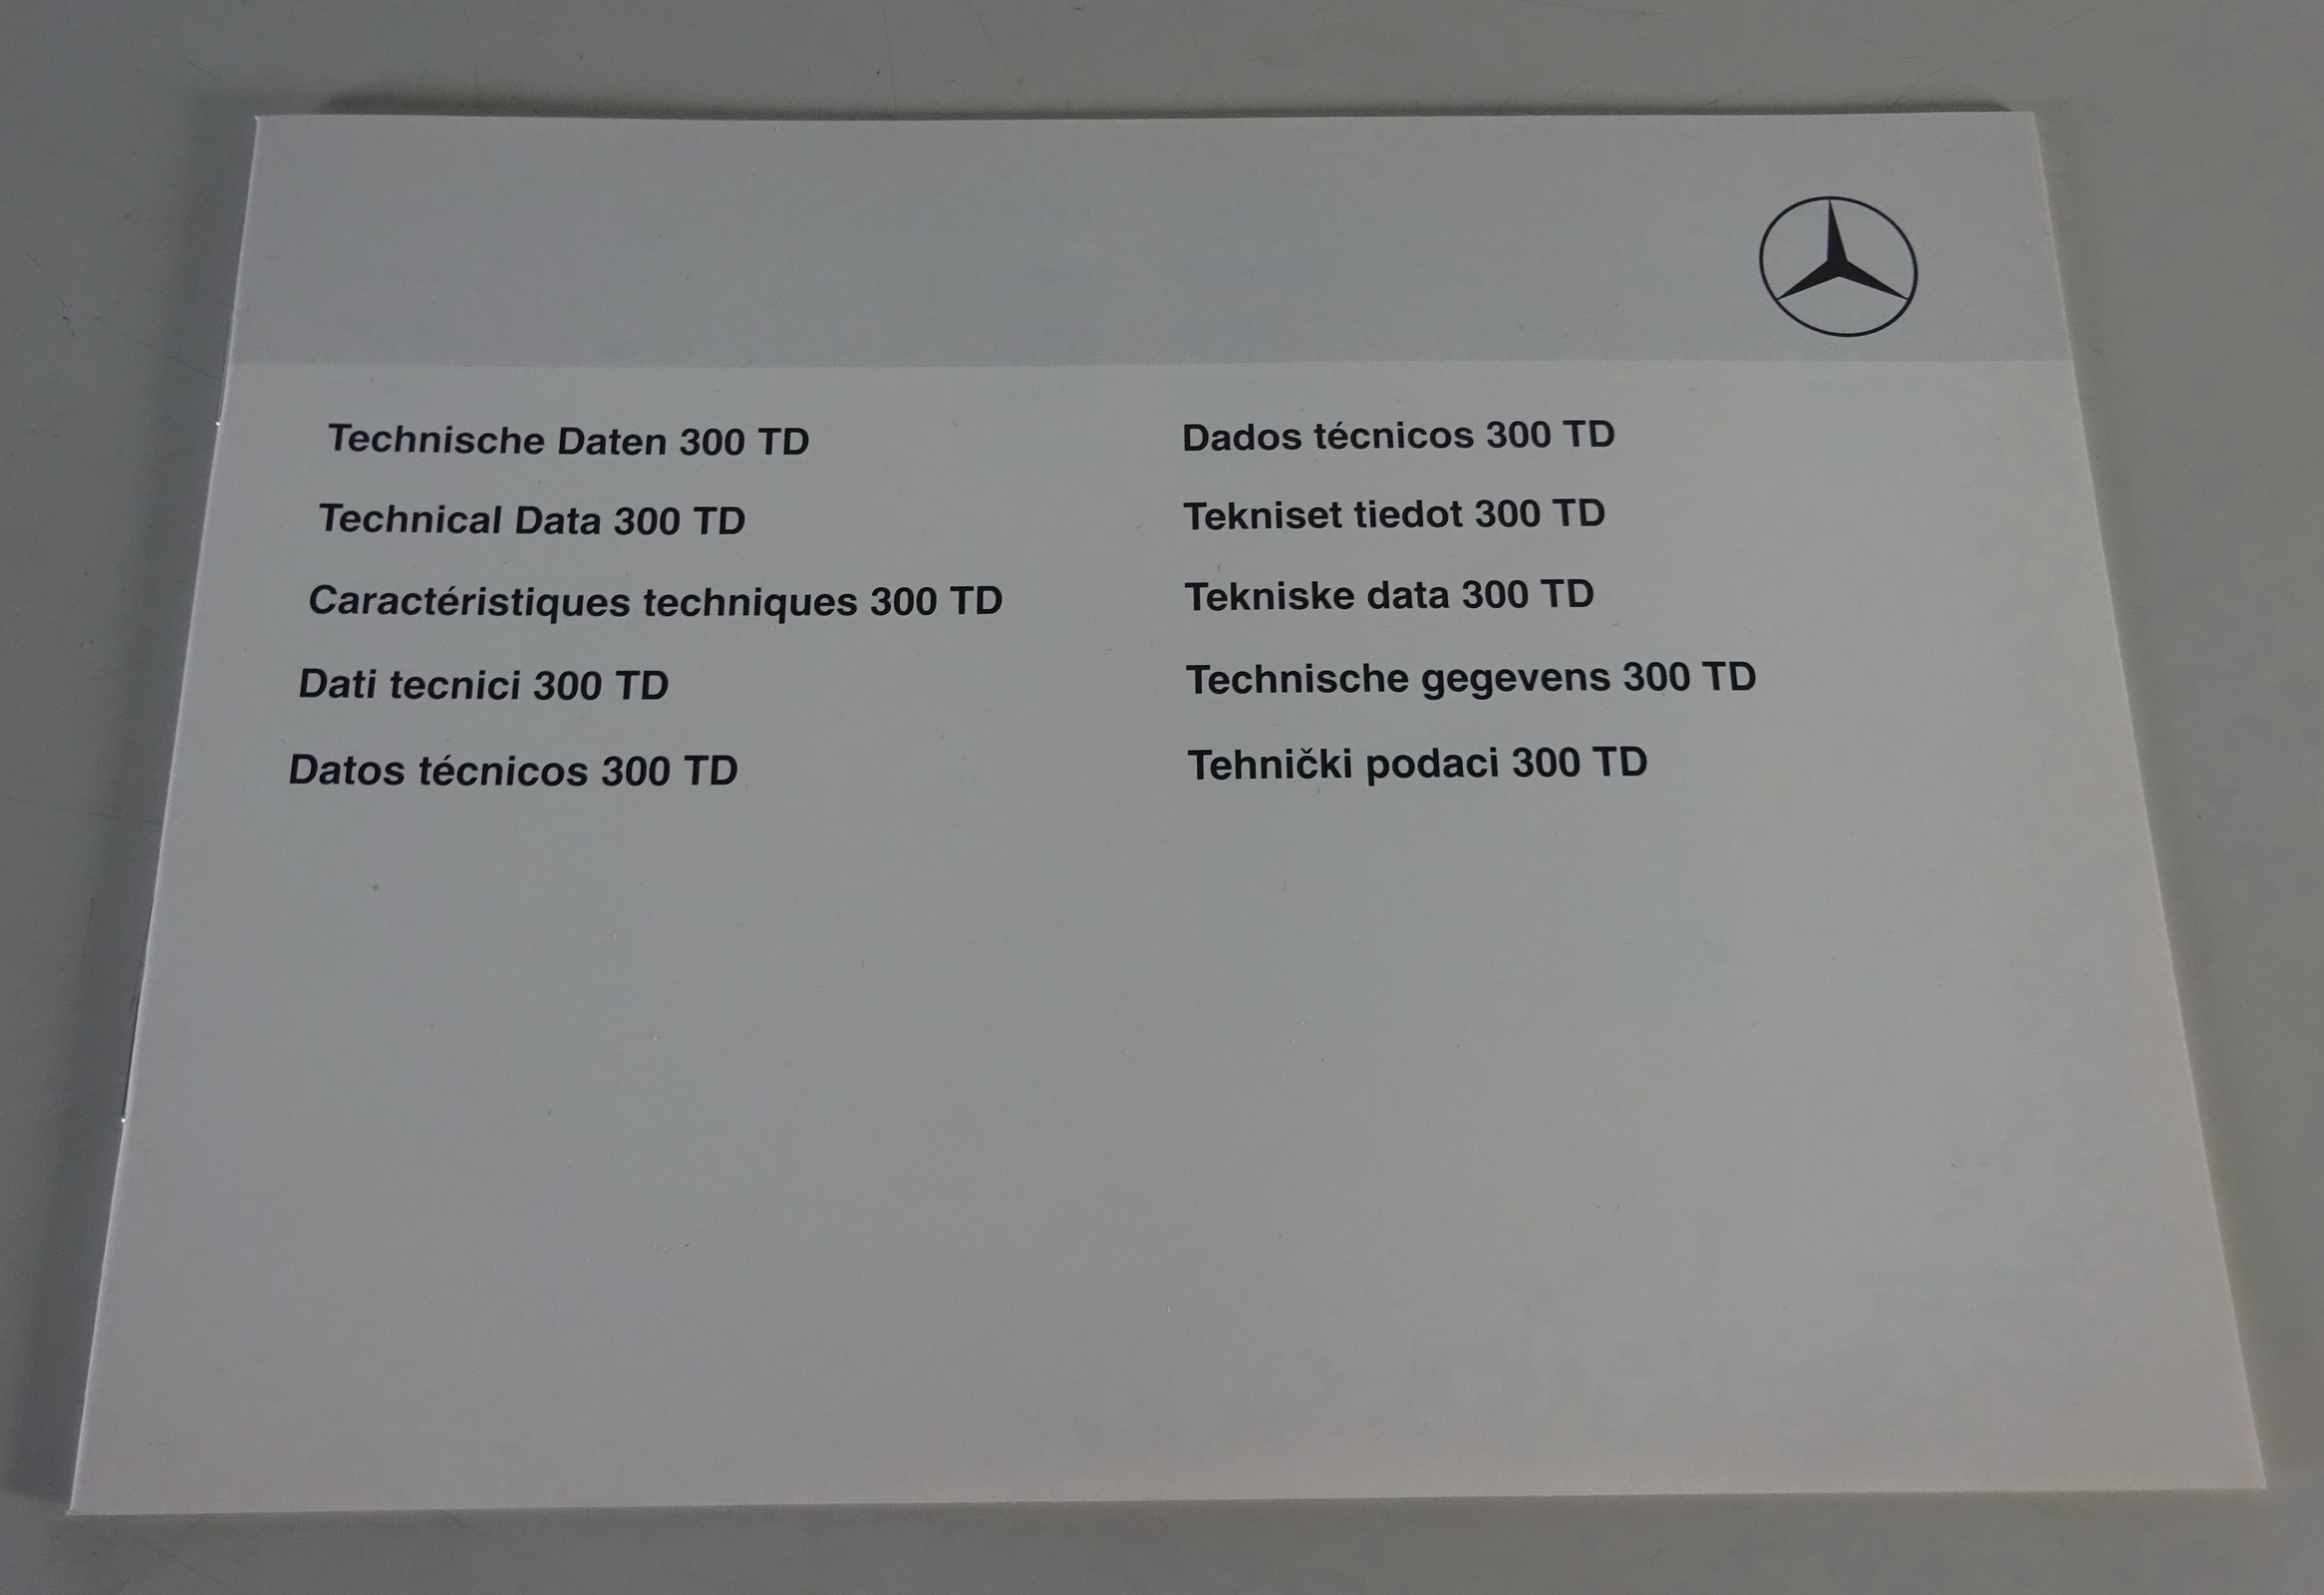 Technische Daten 300 TD
Technical Data 300 TD
Caractéristiques techniques 300 TD
Dati tecnici 300 TD
Datos técnicos 300 TD
Dados técnicos 300 TD
Tekniset tiedot 300 TD
Tekniske data 300 TD
Technische gegevens 300 TD
Tehnički podaci 300 TD